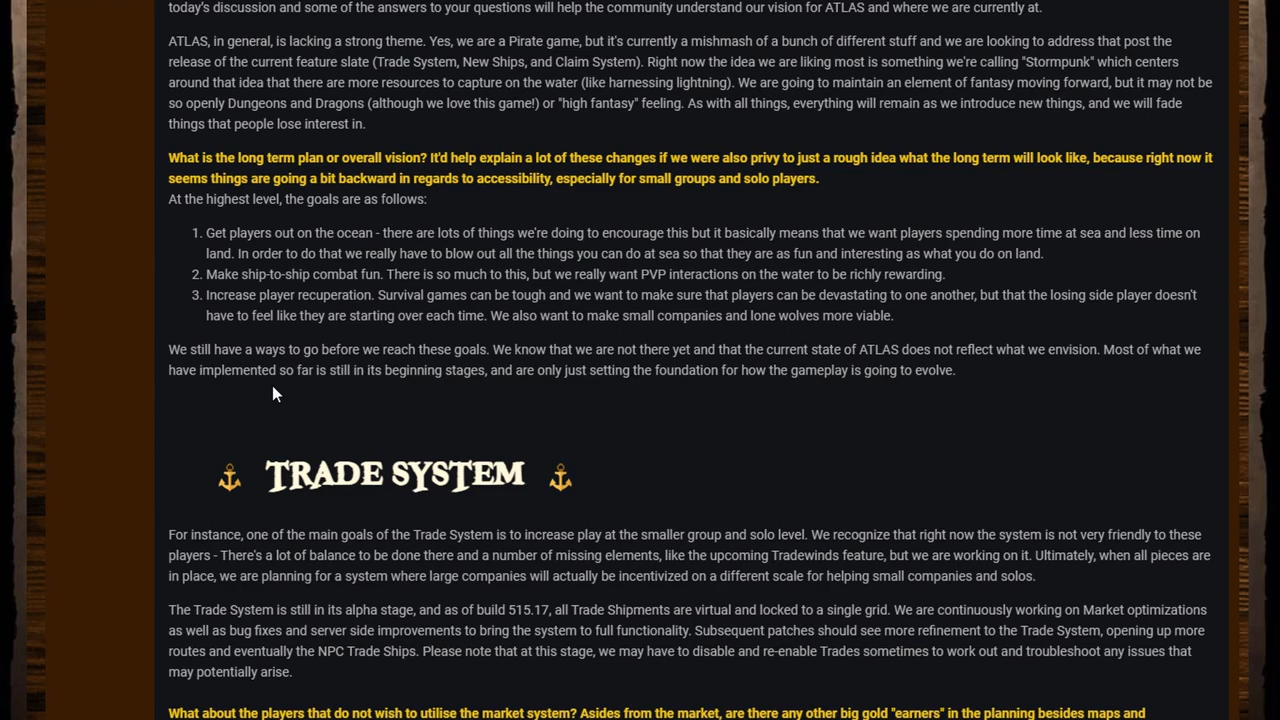 today's discussion and some of the answers to your questions will help the community understand our vision for ATLAS and where we are currently at.
ATLAS, in general, is lacking a strong theme. Yes, we are a Pirate game, but it's currently a mishmash of a bunch of different stuff and we are looking to address that post the
release of the current feature slate (Trade System, New Ships, and Claim System). Right now the idea we are liking most is something we're calling "Stormpunk" which centers
around that idea that there are more resources to capture on the water (like harnessing lightning). We are going to maintain an element of fantasy moving forward, but it may not be
so openly Dungeons and Dragons (although we love this game!) or "high fantasy" feeling. As with all things, everything will remain as we introduce new things, and we will fade
things that people lose interest in.
What is the long term plan or overall vision? It'd help explain a lot of these changes if we were also privy to just a rough idea what the long term will look like, because right now it
seems things are going a bit backward in regards to accessibility, especially for small groups and solo players.
At the highest level, the goals are as follows:
1. Get players out on the ocean - there are lots of things we're doing to encourage this but it basically means that we want players spending more time at sea and less time on
land. In order to do that we really have to blow out all the things you can do at sea so that they are as fun and interesting as what you do on land.
2. Make ship-to-ship combat fun. There is so much to this, but we really want PVP interactions on the water to be richly rewarding.
3. Increase player recuperation. Survival games can be tough and we want to make sure that players can be devastating to one another, but that the losing side player doesn't
have to feel like they are starting over each time. We also want to make small companies and lone wolves more viable.
We still have a ways to go before we reach these goals. We know that we are not there yet and that the current state of ATLAS does not reflect what we envision. Most of what we
have implemented so far is still in its beginning stages, and are only just setting the foundation for how the gameplay is going to evolve.
TRADE SYSTEM
For instance, one of the main goals of the Trade System is to increase play at the smaller group and solo level. We recognize that right now the system is not very friendly to these
players - There's a lot of balance to be done there and a number of missing elements, like the upcoming Tradewinds feature, but we are working on it. Ultimately, when all pieces are
in place, we are planning for a system where large companies will actually be incentivized on a different scale for helping small companies and solos.
The Trade System is still in its alpha stage, and as of build 515.17, all Trade Shipments are virtual and locked to a single grid. We are continuously working on Market optimizations
as well as bug fixes and server side improvements to bring the system to full functionality. Subsequent patches should see more refinement to the Trade System, opening up more
routes and eventually the NPC Trade Ships. Please note that at this stage, we may have to disable and re-enable Trades sometimes to work out and troubleshoot any issues that
may potentially arise.
What about the players that do not wish to utilise the market system? Asides from the market, are there any other big gold "earners" in the planning besides maps and